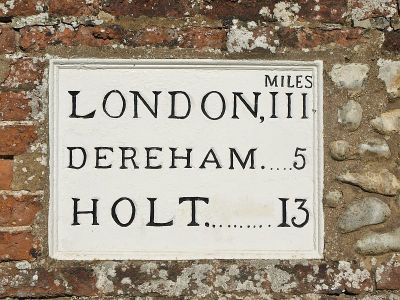 MILES
LONDON,111
DEREHAM.....5
HOLT.......... 13